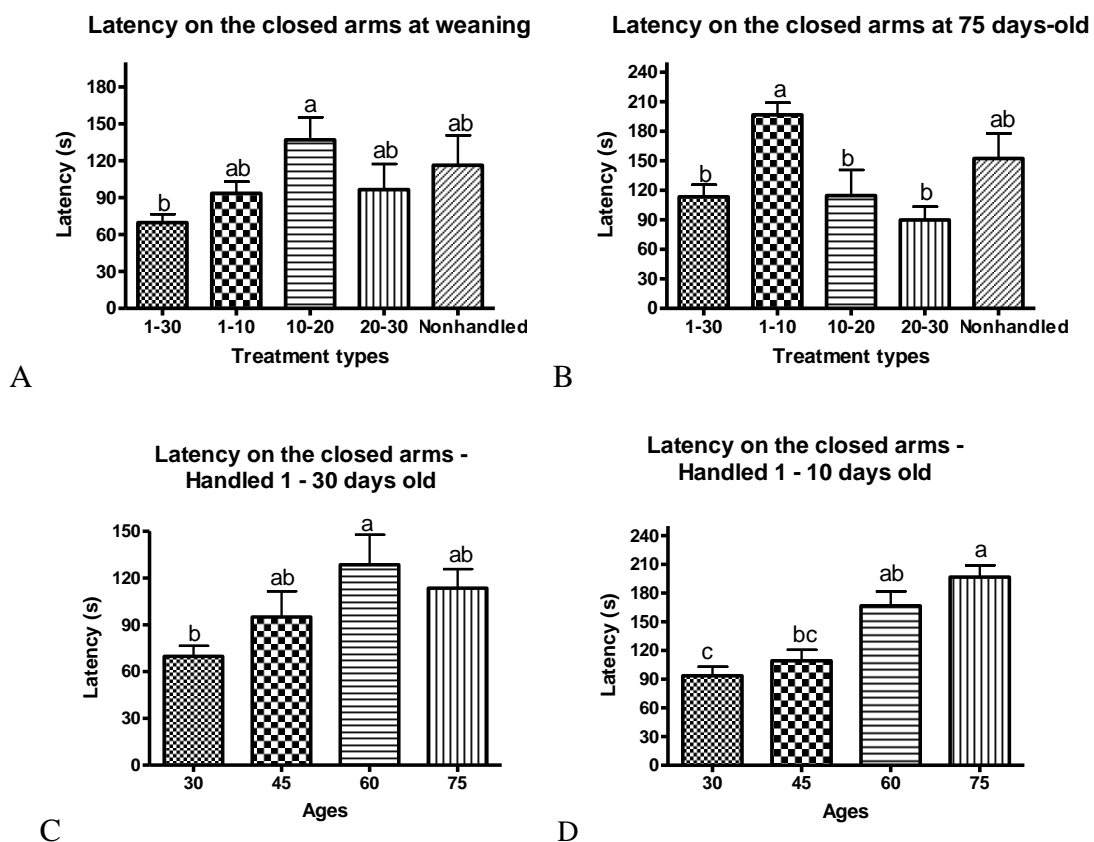 Latency on the closed arms at weaning
180
150
120
90
60
30
0
Latency (s)
b
ab
a
ab
ab
1-30
1-10
10-20
20-30
Nonhandled
Treatment types
A
Latency on the closed arms at 75 days-old
240
210
180
150
120
90
60
30
0
Latency (s)
b
a
b
b
ab
1-30
1-10
10-20
20-30
Nonhandled
Treatment types
B
Latency on the closed arms -
Handled 1 - 30 days old
150
120
90
60
30
0
Latency (s)
b
ab
a
ab
30
45
60
75
Ages
C
Latency on the closed arms -
Handled 1 - 10 days old
240
210
180
150
120
90
60
30
0
Latency (s)
c
bc
ab
a
30
45
60
75
Ages
D